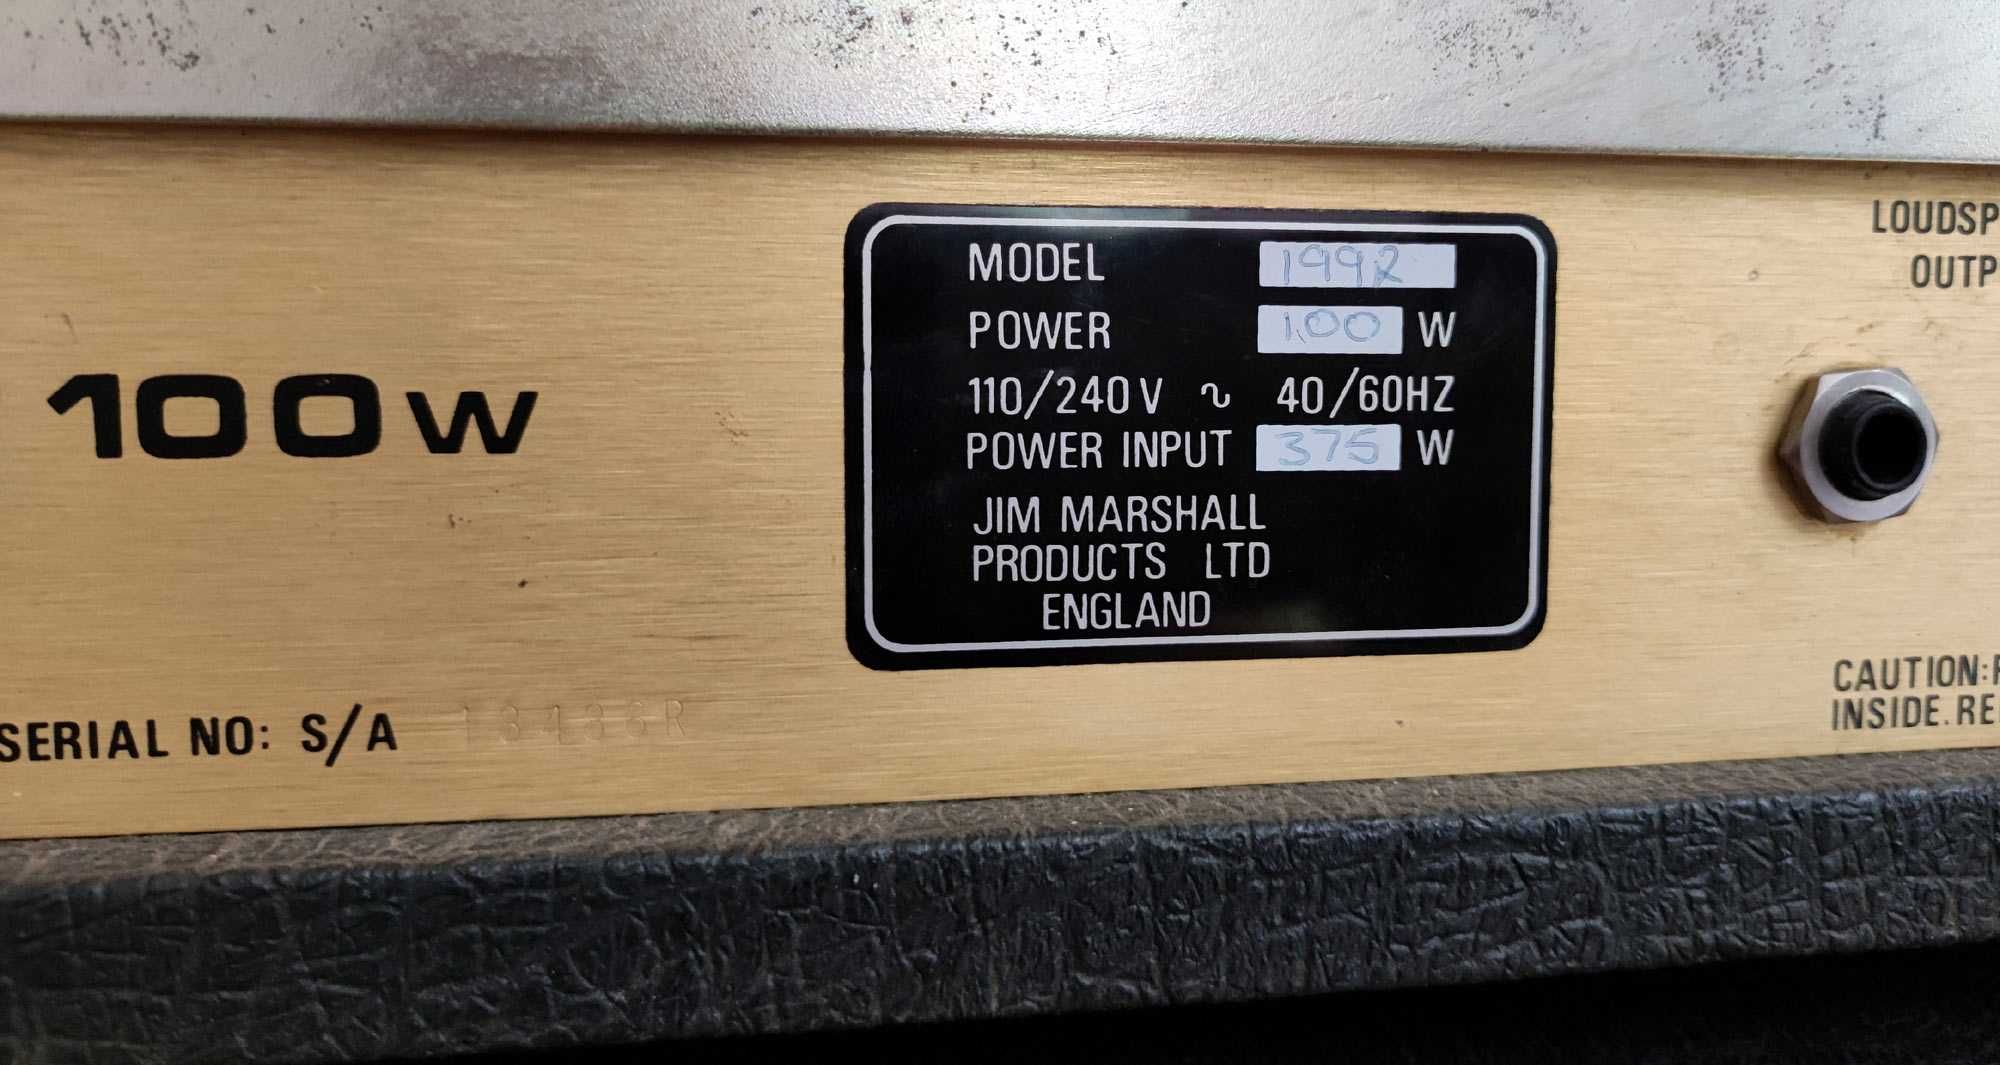 100W
SERIAL NO: S/A 13436R
MODEL 1992
POWER 100 W
110/240V ~ 40/60HZ
POWER INPUT 375 W
JIM MARSHALL
PRODUCTS LTD
ENGLAND
LOUDSP
OUTP
CAUTION:
INSIDE. RE